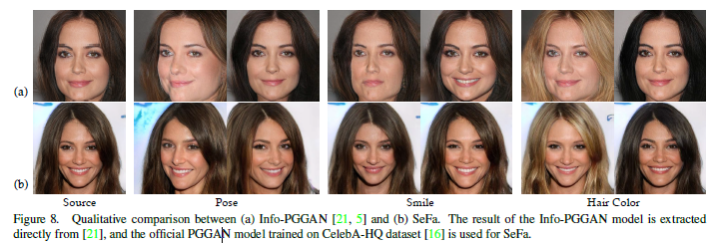 (a)
(b)
Source Pose Smile Hair Color
Figure 8. Qualitative comparison between (a) Info-PGGAN [21, 5] and (b) SeFa. The result of the Info-PGGAN model is extracted
directly from [21], and the official PGGAN model trained on CelebA-HQ dataset [16] is used for SeFa.